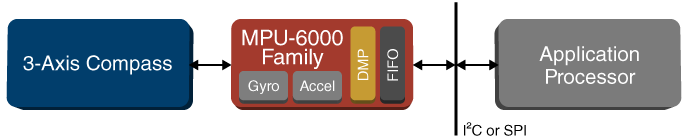 3-Axis Compass
MPU-6000
Family
Gyro
Accel
DMP
FIFO
Application
Processor
I²C or SPI